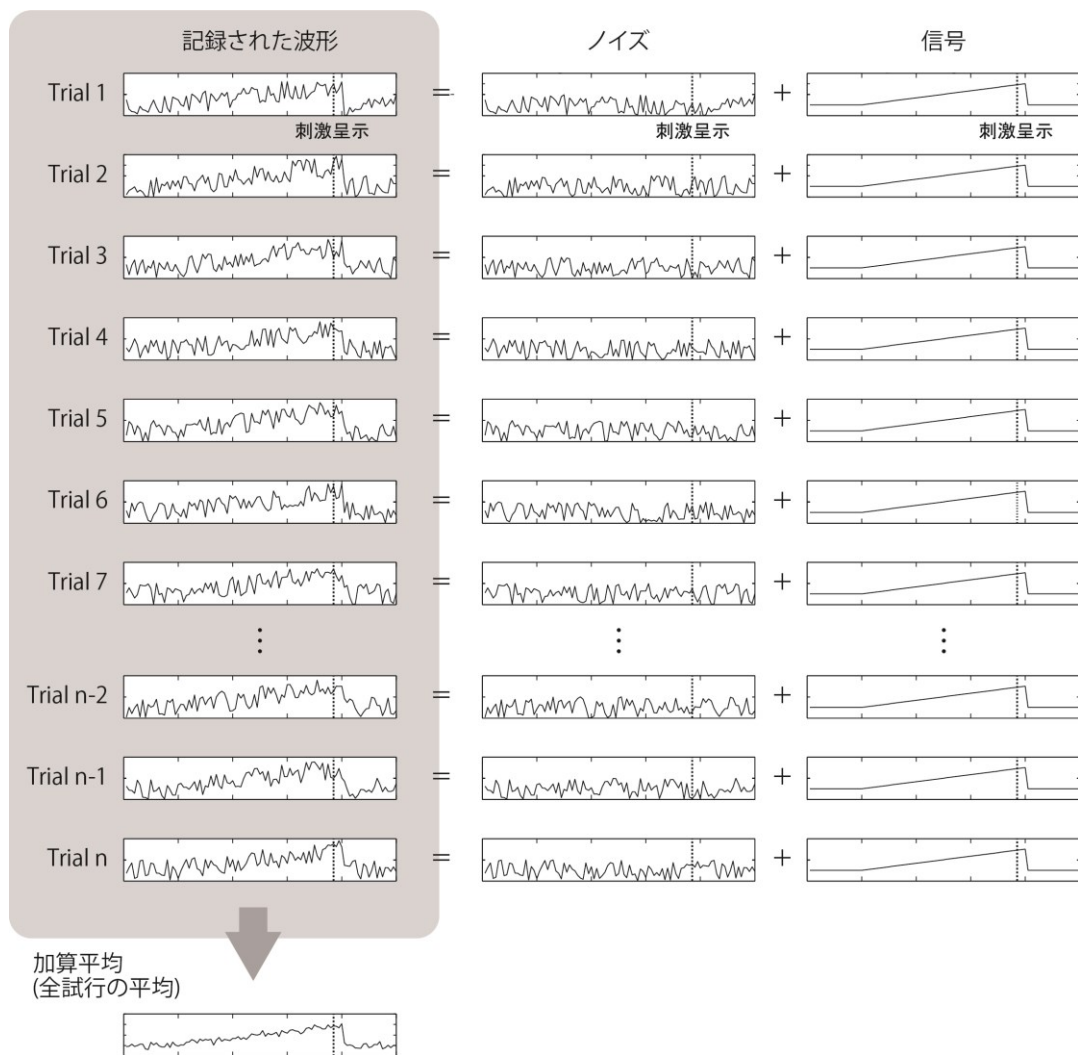 記録された波形 ノイズ 信号
Trial 1 = + 
刺激呈示 刺激呈示 刺激呈示
Trial 2 = +
Trial 3 = +
Trial 4 = +
Trial 5 = +
Trial 6 = +
Trial 7 = +
⋮ ⋮ ⋮
Trial n-2 = +
Trial n-1 = +
Trial n = +
加算平均
(全試行の平均)